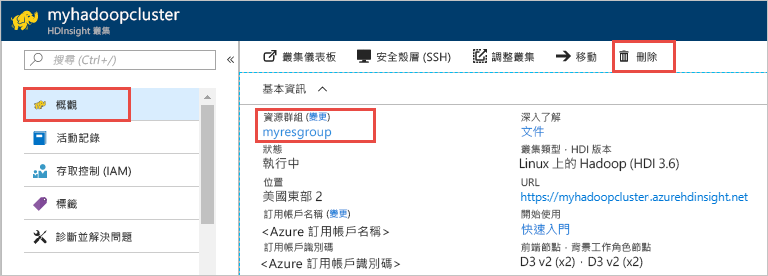 myhadoopcluster
HDInsight 叢集
搜尋 (Ctrl+/)
«
概觀
活動記錄
存取控制 (IAM)
標籤
診斷並解決問題
叢集儀表板 安全殼層 (SSH) 調整叢集 移動 刪除
基本資訊
資源群組 (變更)
myresgroup
狀態
執行中
位置
美國東部 2
訂用帳戶名稱 (變更)
<Azure 訂用帳戶名稱>
訂用帳戶識別碼
<Azure 訂用帳戶識別碼>
深入了解
文件
叢集類型，HDI 版本
Linux 上的 Hadoop (HDI 3.6)
URL
https://myhadoopcluster.azurehdinsight.net
開始使用
快速入門
前端節點，背景工作角色節點
D3 v2 (x2)，D3 v2 (x2)